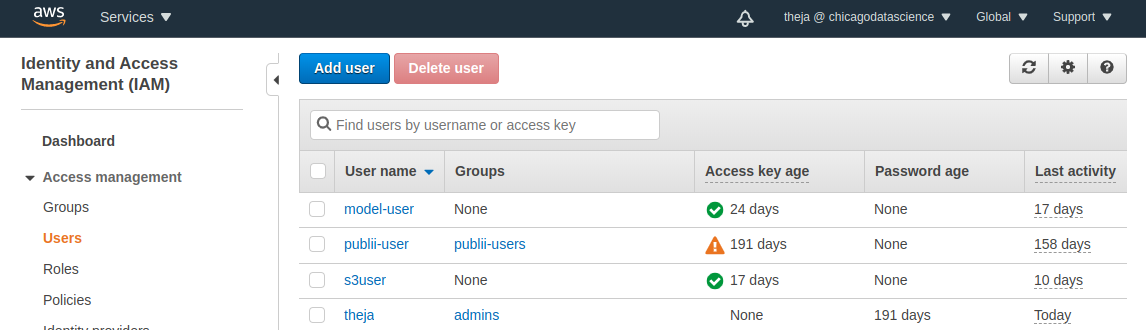 aws Services theja @ chicagodatascience Global Support
Identity and Access
Management (IAM)
Add user Delete user
Find users by username or access key
Dashboard
Access management
Groups
Users
Roles
Policies
Identity providers
User name Groups Access key age Password age Last activity
model-user None 24 days None 17 days
publii-user publii-users 191 days None 158 days
s3user None 17 days None 10 days
theja admins None 191 days Today